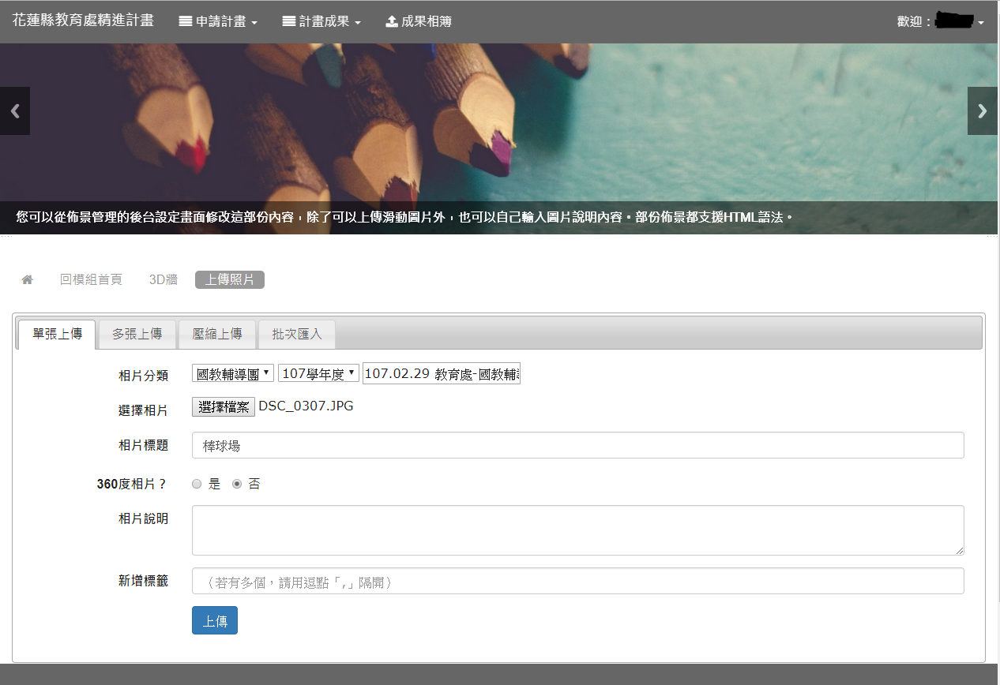 花蓮縣教育處精進計畫 申請計畫 計畫成果 成果相簿 歡迎：
您可以從佈景管理的後台設定畫面修改這部份內容，除了可以上傳滑動圖片外，也可以自己輸入圖片說明內容。部份佈景都支援HTML語法。
回模組首頁 3D牆 上傳照片
單張上傳 多張上傳 壓縮上傳 批次匯入
相片分類 國教輔導團 107學年度 107.02.29 教育處-國教輔
選擇相片 選擇檔案 DSC_0307.JPG
相片標題 棒球場
360度相片？ 是 否
相片說明
新增標籤 （若有多個，請用逗點「,」隔開）
上傳